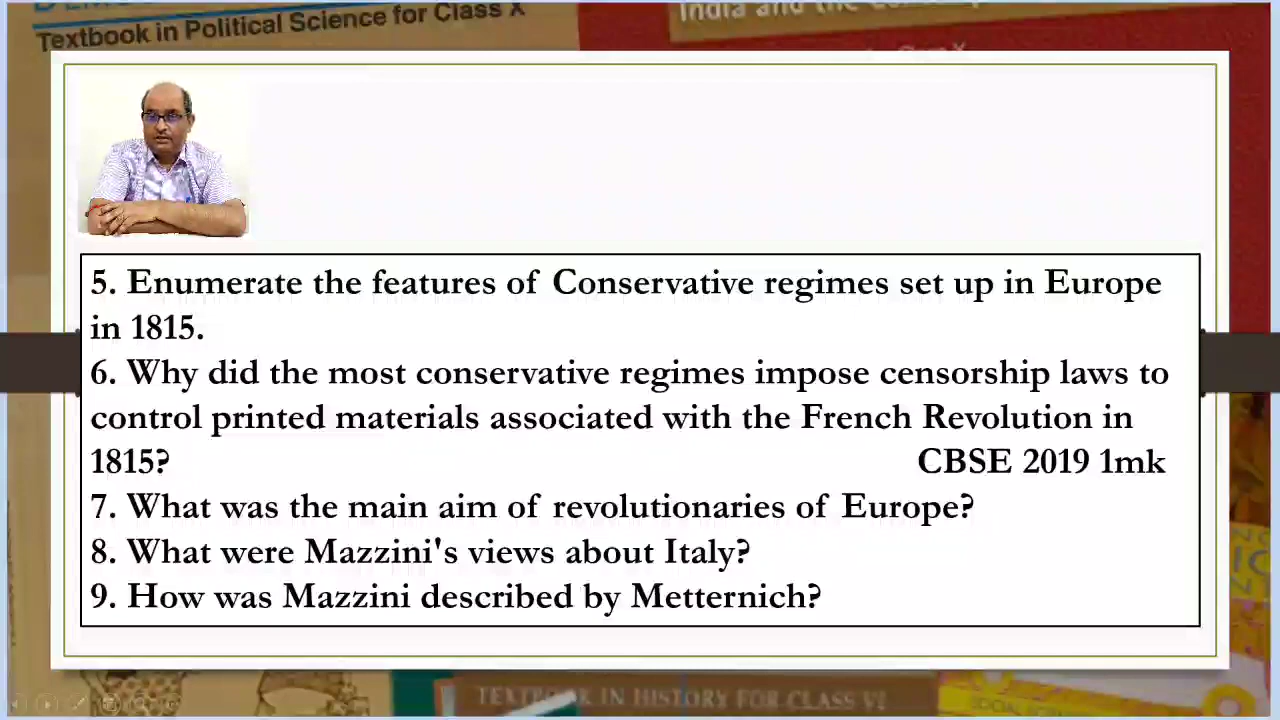 Textbook in Political Science for Class X
India and the
5. Enumerate the features of Conservative regimes set up in Europe
in 1815.
6. Why did the most conservative regimes impose censorship laws to
control printed materials associated with the French Revolution in
1815? CBSE 2019 1mk
7. What was the main aim of revolutionaries of Europe?
8. What were Mazzini's views about Italy?
9. How was Mazzini described by Metternich?
TEXTBOOK IN HISTORY FOR CLASS VI